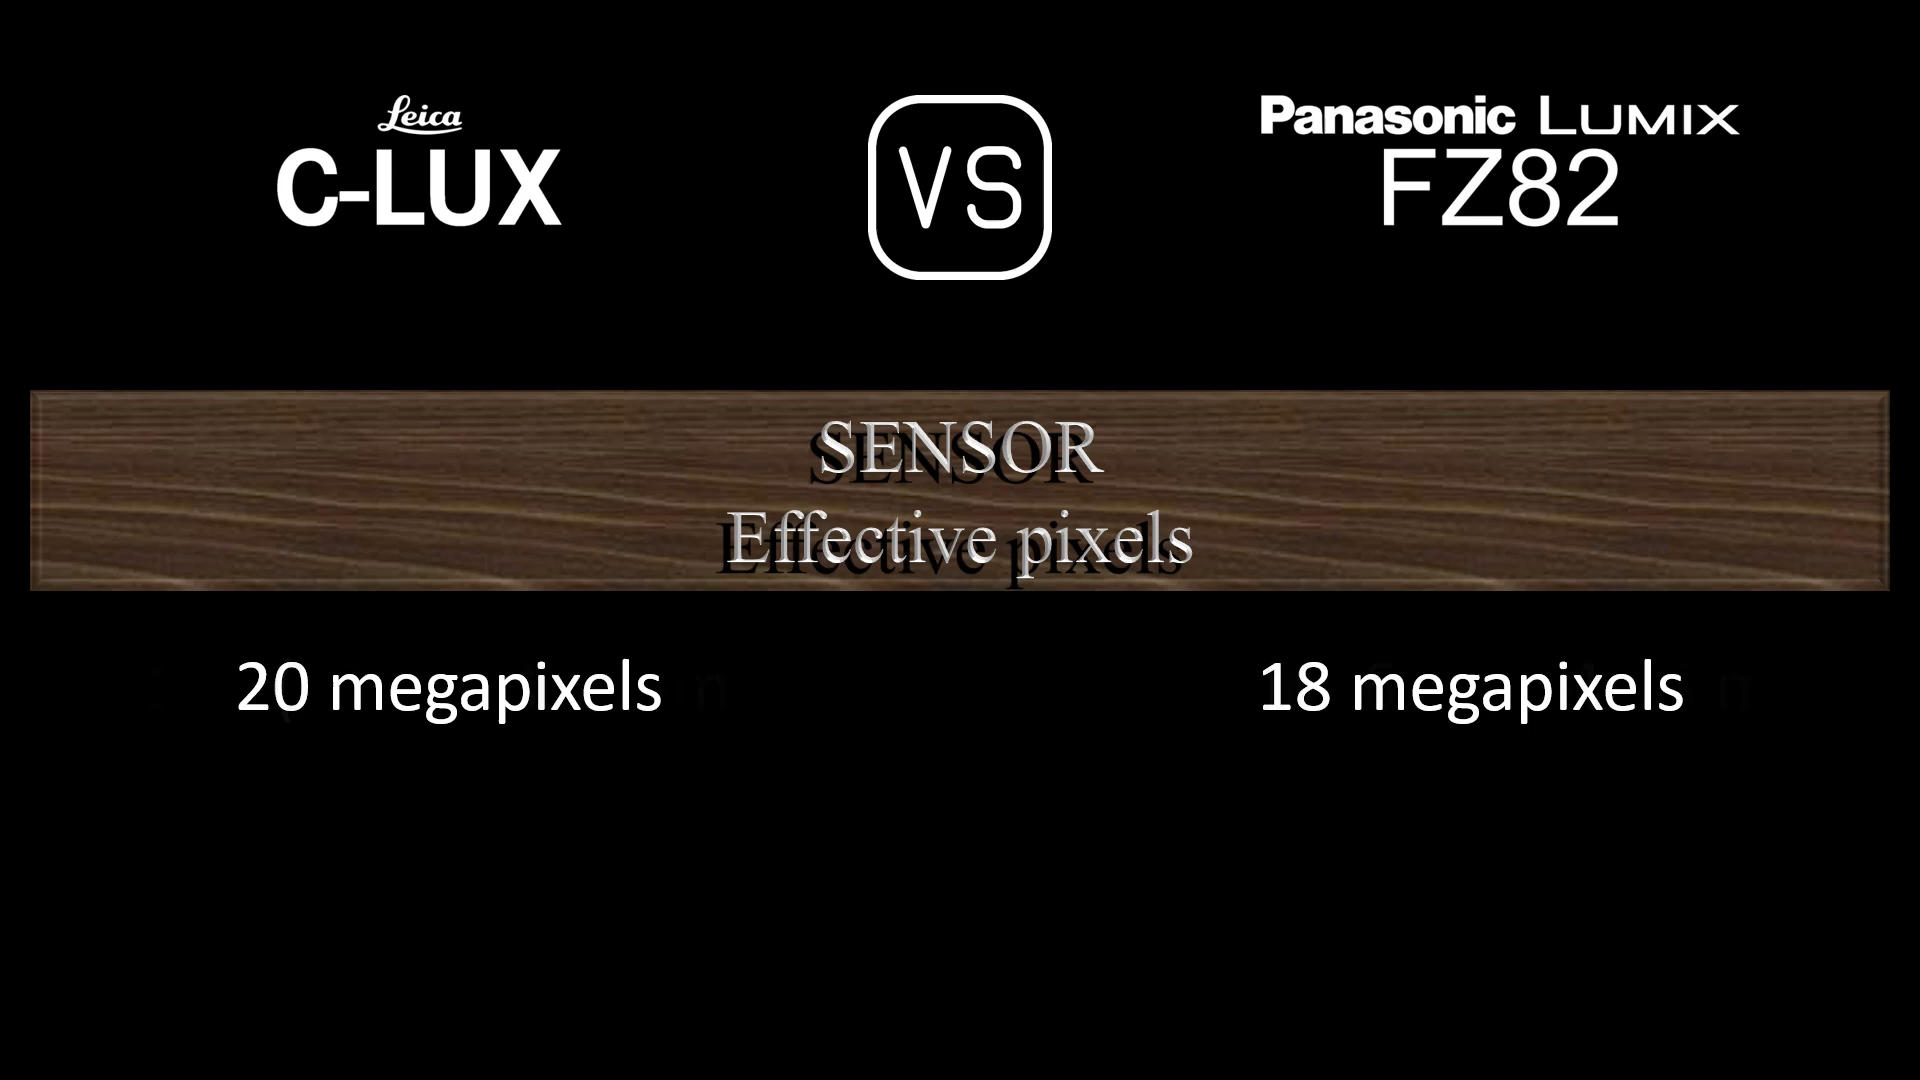 Leica
C-LUX
VS
Panasonic LUMIX
FZ82
SENSOR
Effective pixels
20 megapixels
18 megapixels